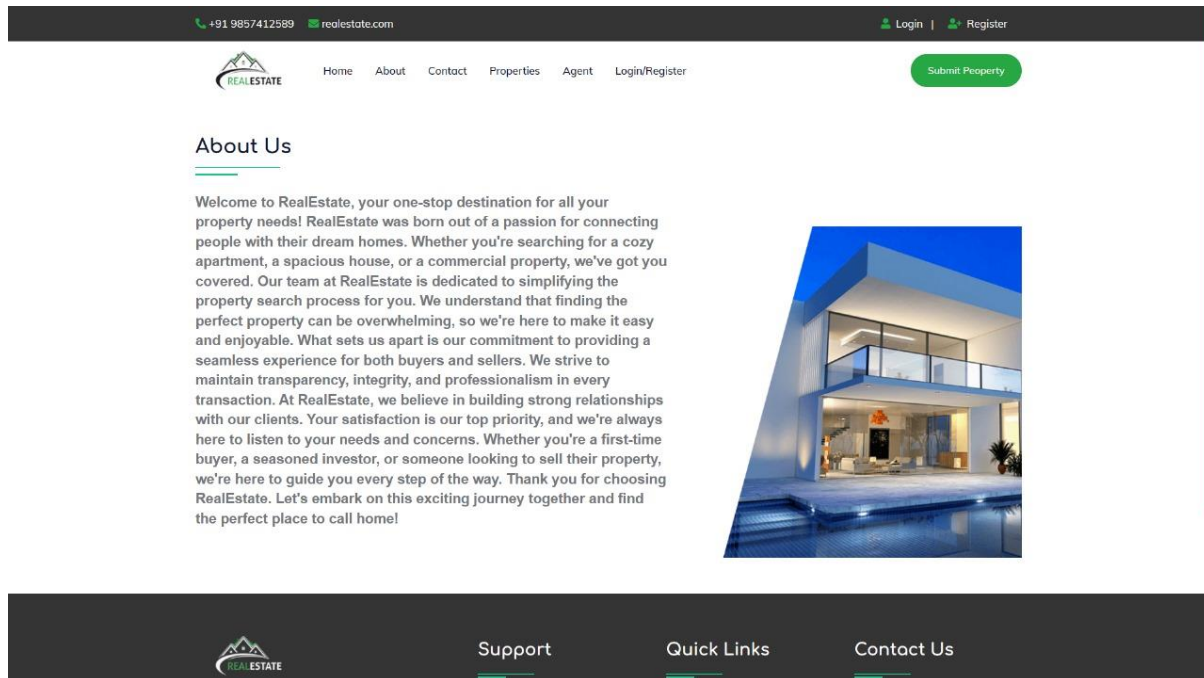 +91 9857412589 realestate.com Login | Register
REALESTATE
Home About Contact Properties Agent Login/Register
Submit Peoperty
About Us
Welcome to RealEstate, your one-stop destination for all your
property needs! RealEstate was born out of a passion for connecting
people with their dream homes. Whether you're searching for a cozy
apartment, a spacious house, or a commercial property, we've got you
covered. Our team at RealEstate is dedicated to simplifying the
property search process for you. We understand that finding the
perfect property can be overwhelming, so we're here to make it easy
and enjoyable. What sets us apart is our commitment to providing a
seamless experience for both buyers and sellers. We strive to
maintain transparency, integrity, and professionalism in every
transaction. At RealEstate, we believe in building strong relationships
with our clients. Your satisfaction is our top priority, and we're always
here to listen to your needs and concerns. Whether you're a first-time
buyer, a seasoned investor, or someone looking to sell their property,
we're here to guide you every step of the way. Thank you for choosing
RealEstate. Let's embark on this exciting journey together and find
the perfect place to call home!
REALESTATE
Support Quick Links Contact Us